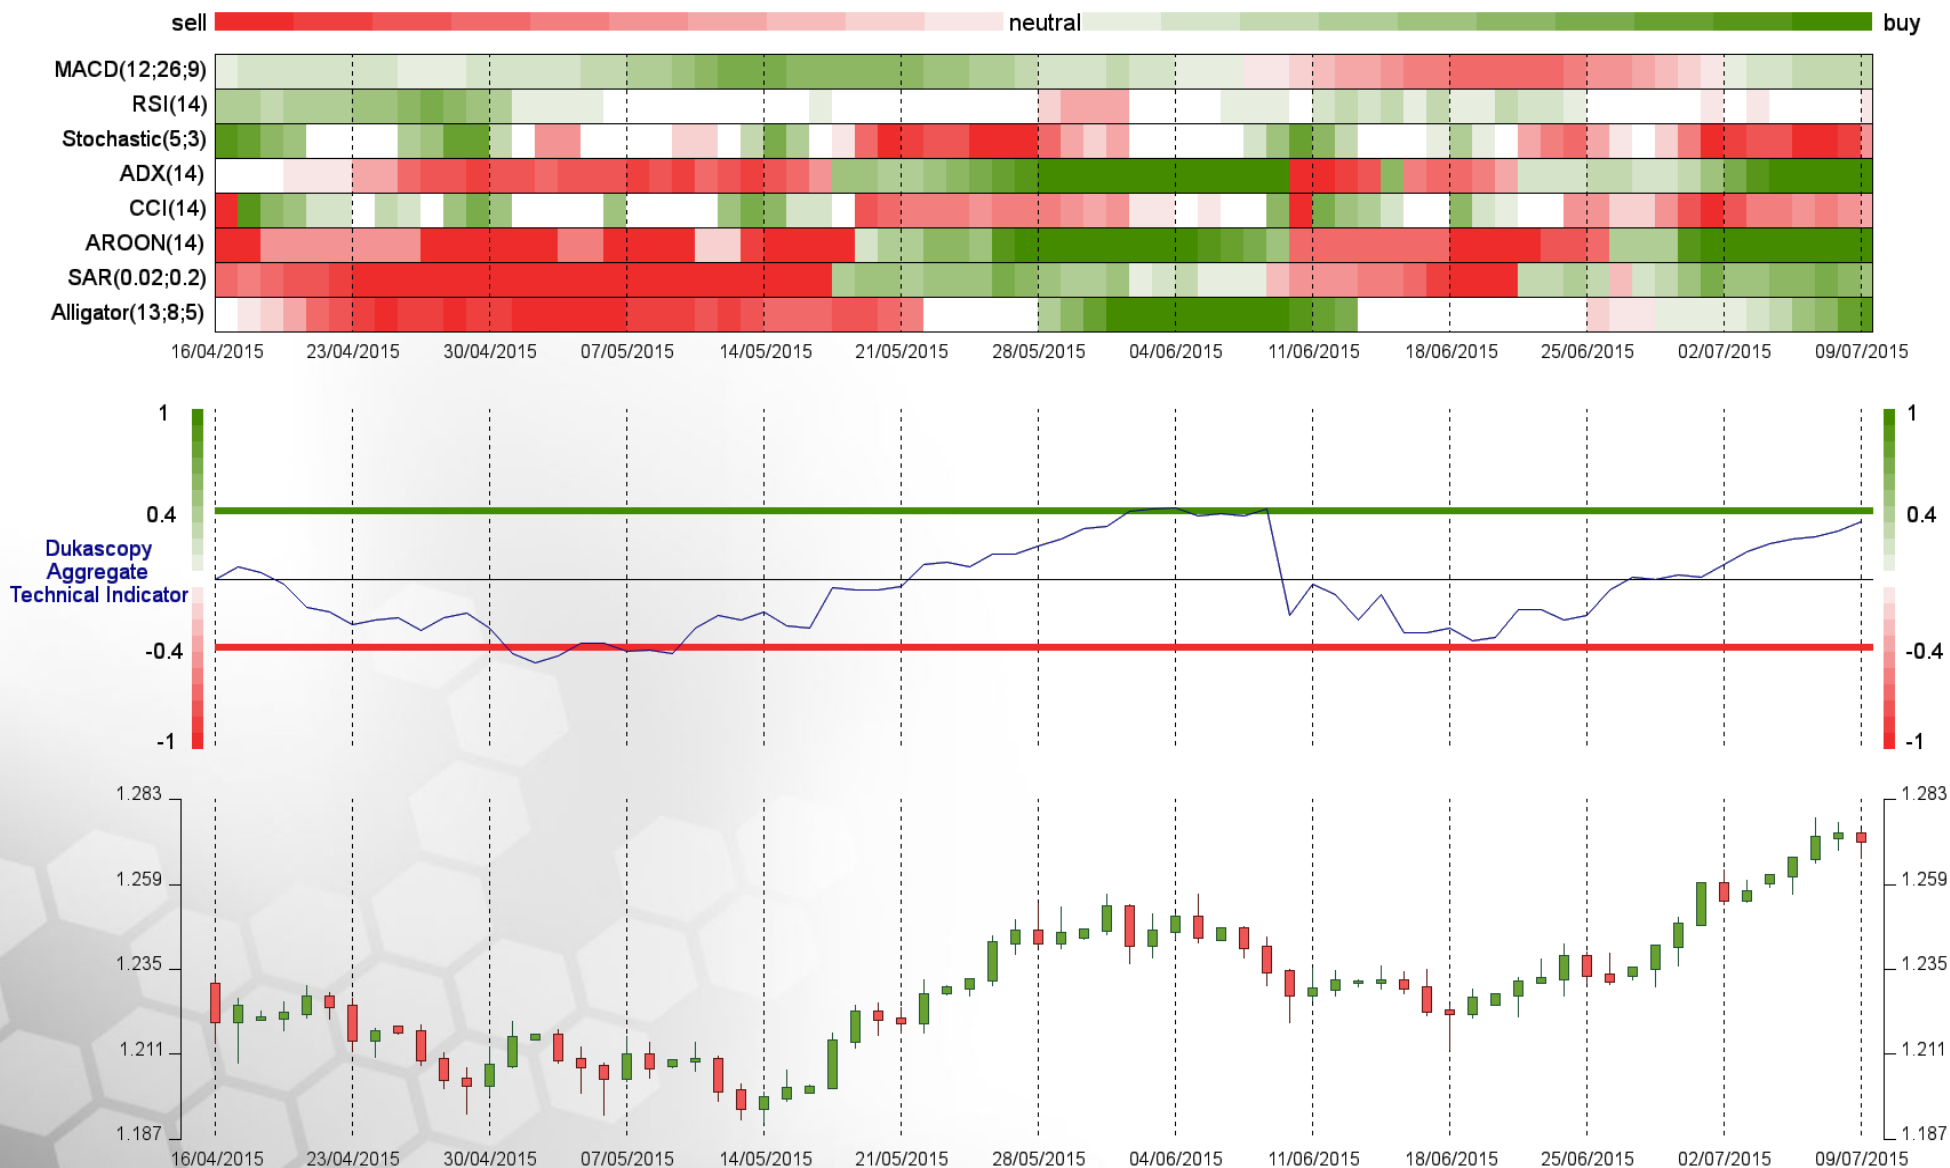 sell neutral buy
MACD(12;26;9)
RSI(14)
Stochastic(5;3)
ADX(14)
CCI(14)
AROON(14)
SAR(0.02;0.2)
Alligator(13;8;5)
16/04/2015 23/04/2015 30/04/2015 07/05/2015 14/05/2015 21/05/2015 28/05/2015 04/06/2015 11/06/2015 18/06/2015 25/06/2015 02/07/2015 09/07/2015
1 1
0.4 0.4
Dukascopy
Aggregate
Technical Indicator
-0.4 -0.4
-1 -1
1.283 1.283
1.259 1.259
1.235 1.235
1.211 1.211
1.187 1.187
16/04/2015 23/04/2015 30/04/2015 07/05/2015 14/05/2015 21/05/2015 28/05/2015 04/06/2015 11/06/2015 18/06/2015 25/06/2015 02/07/2015 09/07/2015